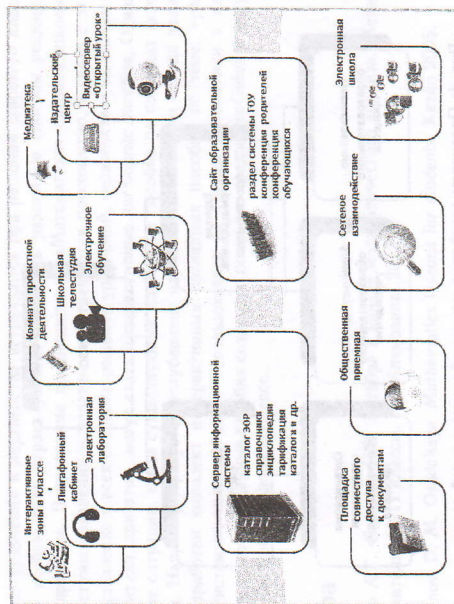 Интерактивные
зоны в классе
Лингафонный
кабинет
Электронная
лаборатория
Комната проектной
деятельности
Школьная
телестудия
Электронное
обучение
Медиатека
Издательский
центр
Видеосервер
«Открытый урок»
Сервер информационной
системы
каталог ЭОР
справочники
энциклопедии
тарификация
каталоги и др.
Сайт образовательной
организации
раздел системы ГОУ
конференция родителей
конференция
обучающихся
Площадка
совместного
доступа
к документам
Общественная
приемная
Сетевое
взаимодействие
Электронная
школа